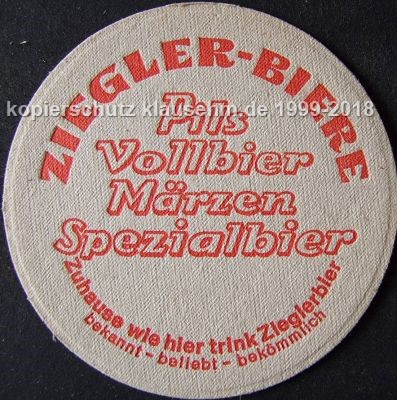 ZIEGLER-BIERE
kopierschutz klausehm.de 1999-2018
Pils
Vollbier
Märzen
Spezialbier
Zuhause wie hier trink Zieglerbier
bekannt - beliebt - bekömmlich